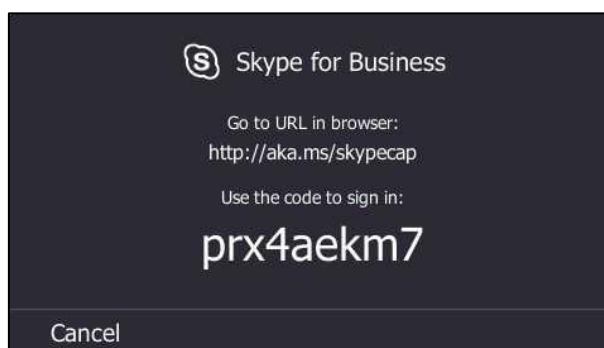 Skype for Business
Go to URL in browser:
http://aka.ms/skypecap
Use the code to sign in:
prx4aekm7
Cancel